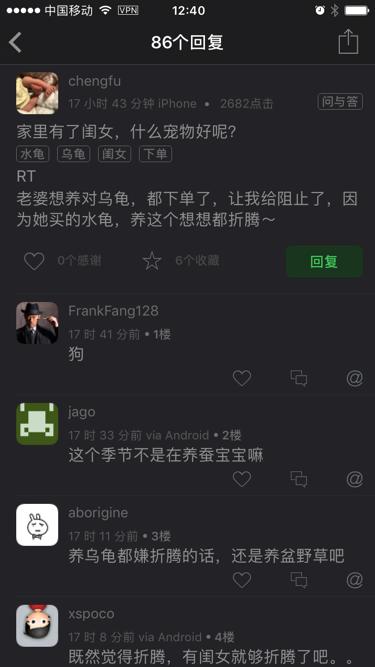 中国移动 VPN 12:40
86个回复
chengfu
17 小时 43 分钟 iPhone • 2682点击 问与答
家里有了闺女，什么宠物好呢?
水龟 乌龟 闺女 下单
RT
老婆想养对乌龟，都下单了，让我给阻止了，因
为她买的水龟，养这个想想都折腾～
0个感谢 6个收藏 回复
FrankFang128
17 时 41 分前 • 1楼
狗
@
jago
17 时 33 分前 via Android • 2楼
这个季节不是在养蚕宝宝嘛
@
aborigine
17 时 11 分前 • 3楼
养乌龟都嫌折腾的话，还是养盆野草吧
@
xspoco
17 时 8 分前 via Android • 4楼
既然觉得折腾，有闺女就够折腾了吧。。